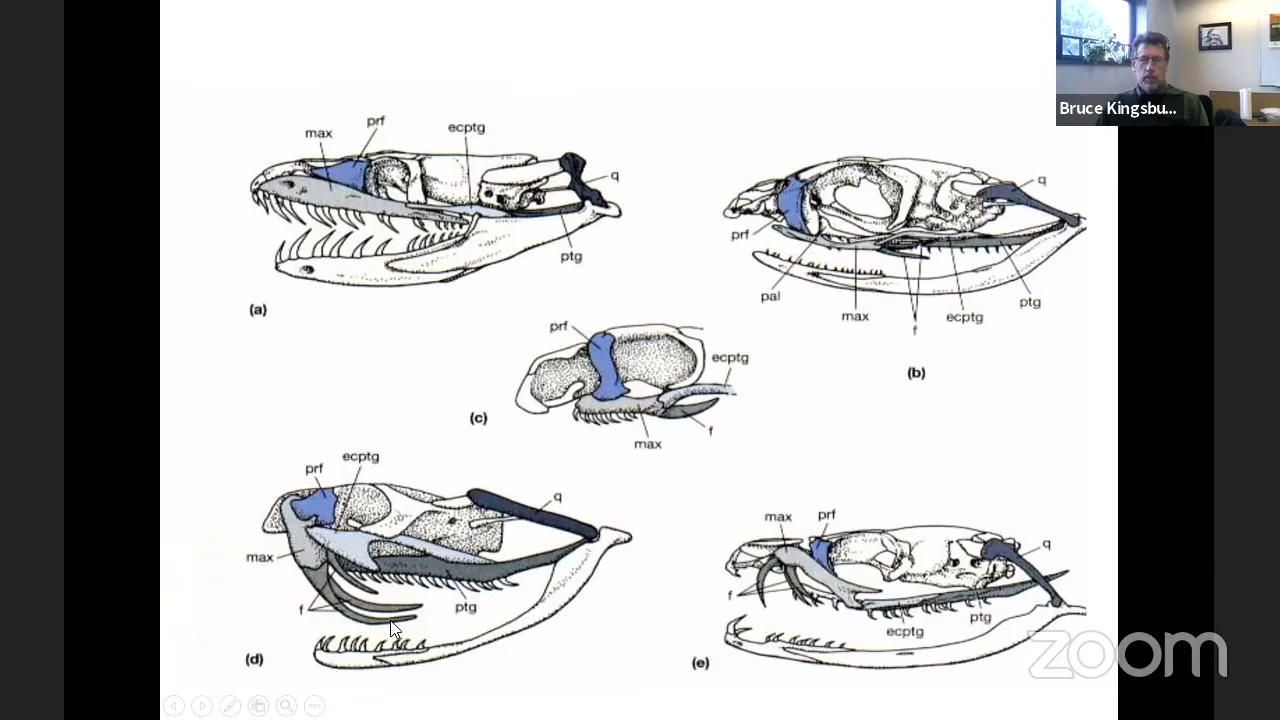 Bruce Kingsbu...
max
prf
ecptg
q
ptg
(a)
q
prf
pal
max
f
ecptg
ptg
(b)
prf
ecptg
f
max
(c)
ecptg
prf
q
max
f
ptg
(d)
max
prf
q
f
ecptg
ptg
(e)
zoom